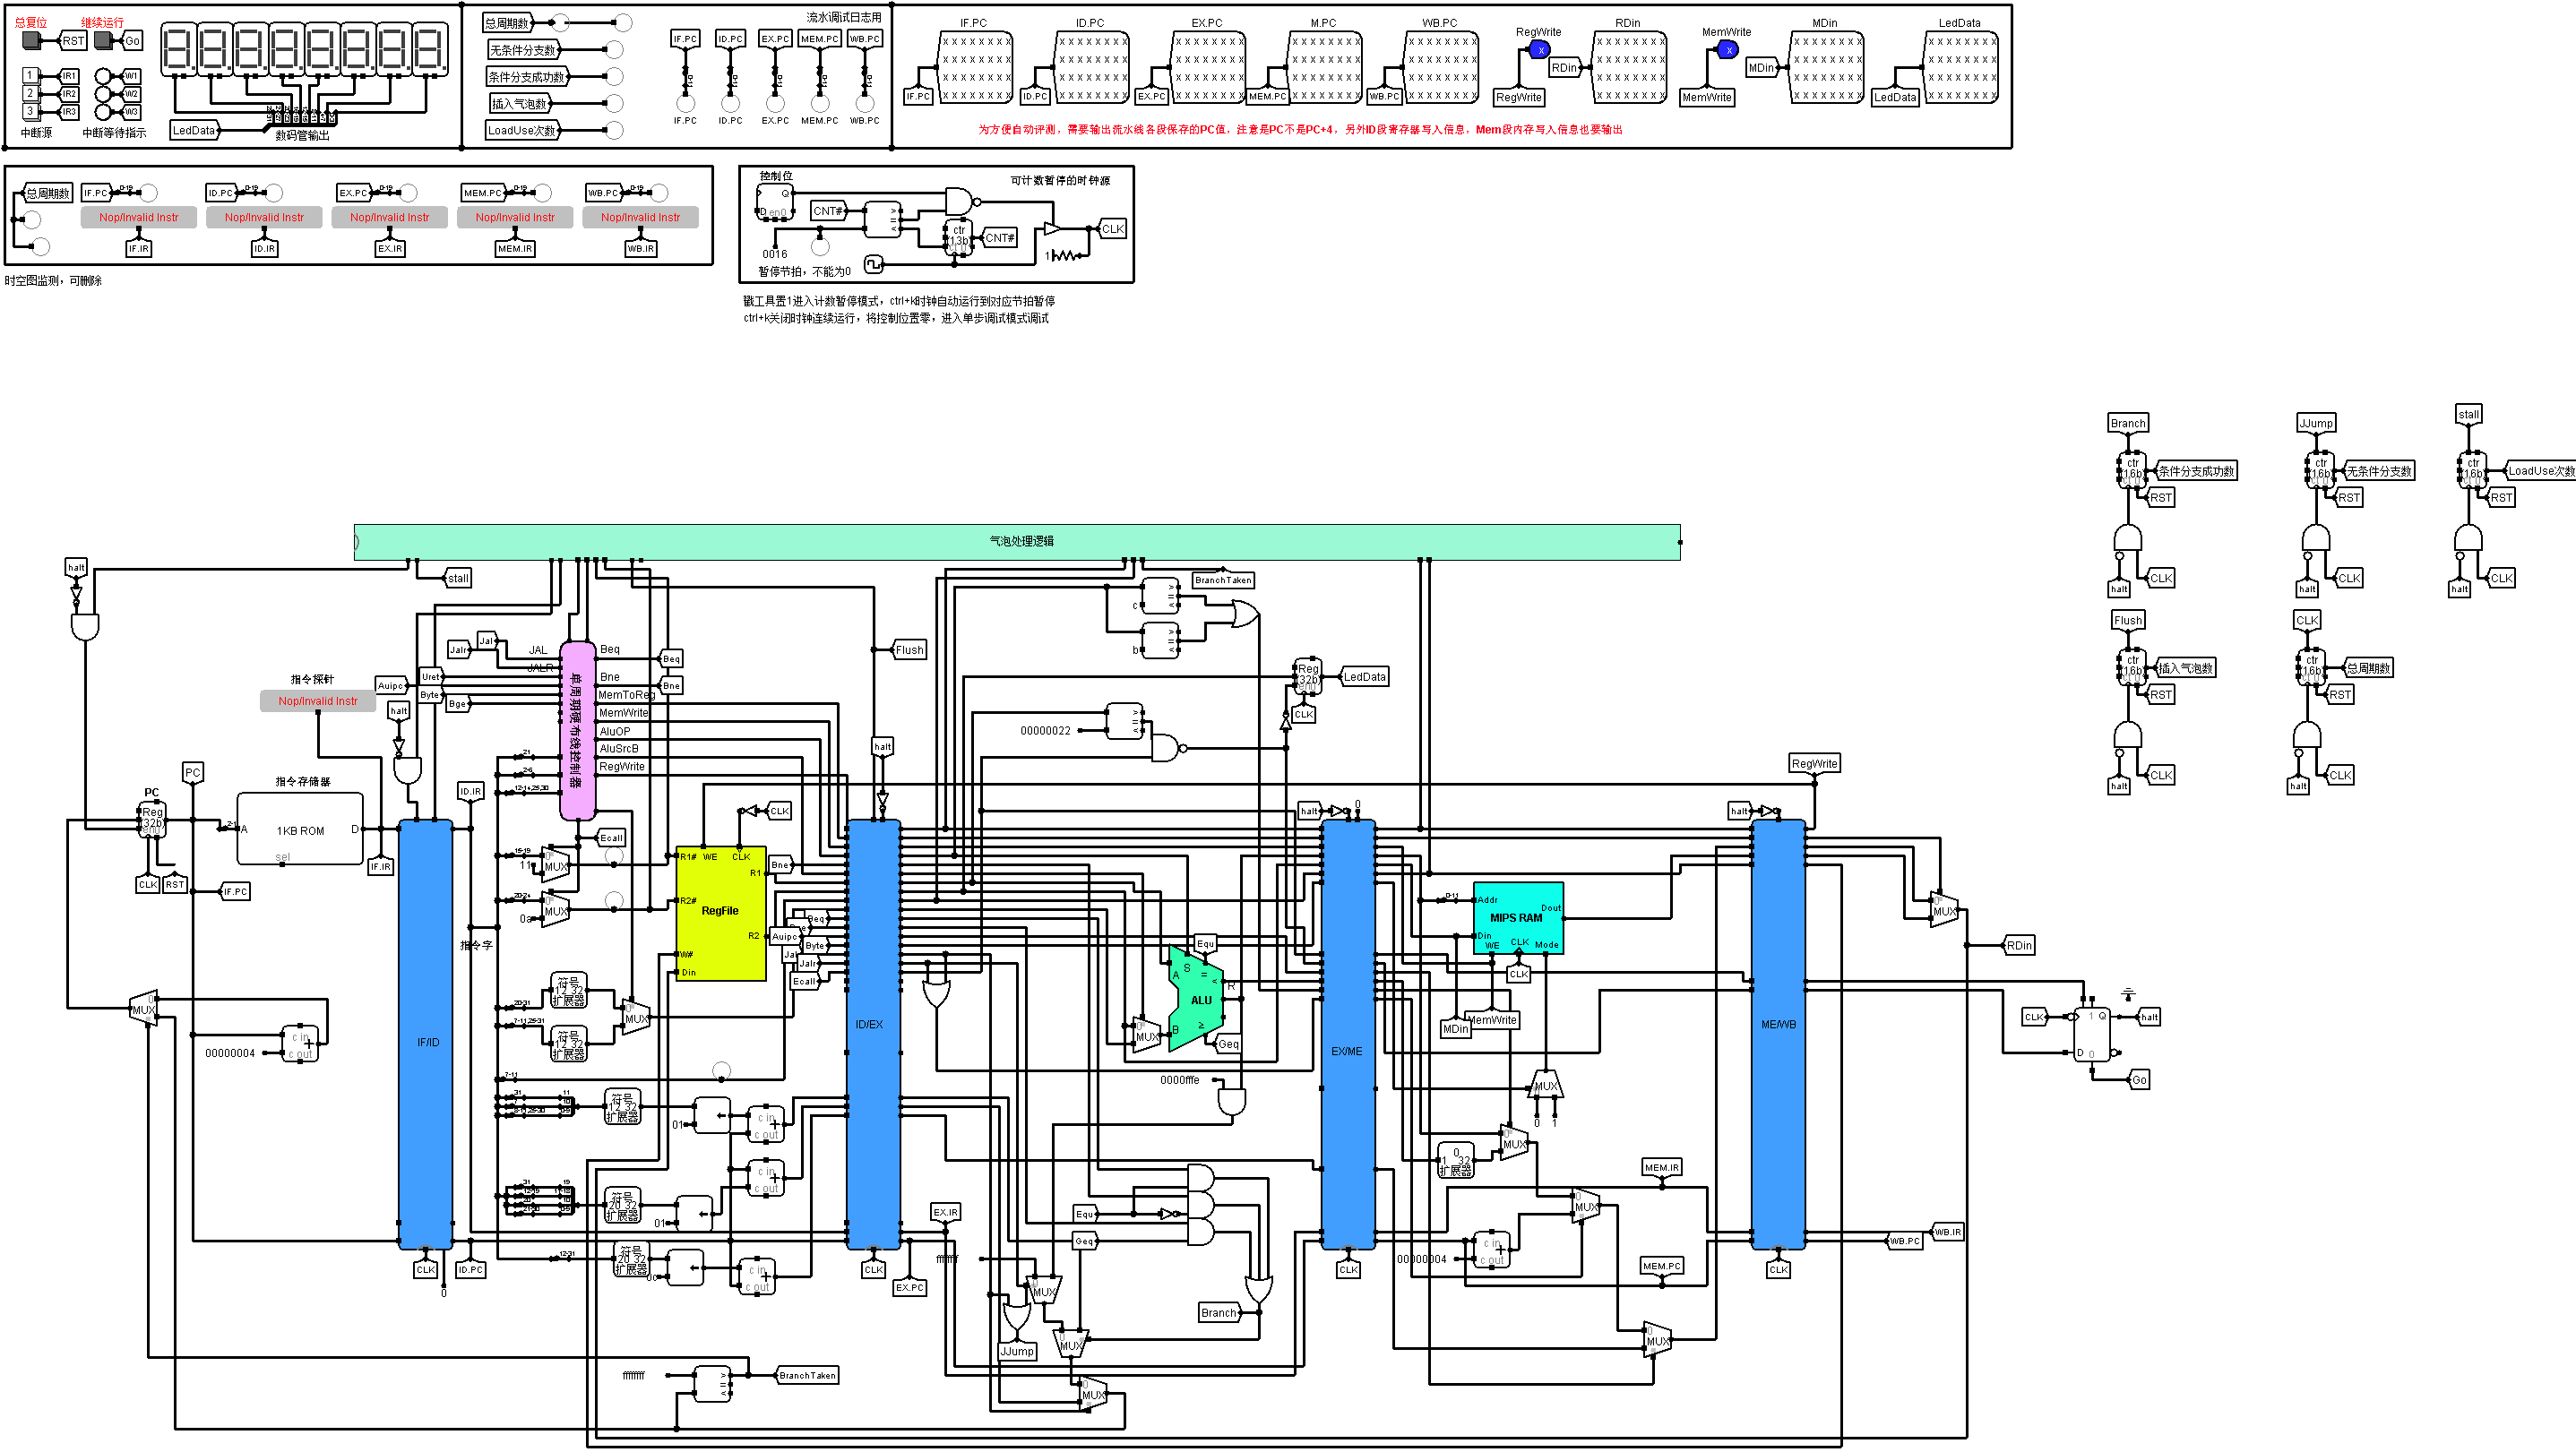 总复位
继续运行
RST
Go
1
IR1
W1
2
IR2
W2
3
IR3
W3
中断源
中断等待指示
LedData
数码管输出
总周期数
无条件分支数
条件分支成功数
插入气泡数
LoadUse次数
流水调试日志用
IF.PC
ID.PC
EX.PC
MEM.PC
WB.PC
IF.PC
ID.PC
EX.PC
MEM.PC
WB.PC
IF.PC
ID.PC
EX.PC
M.PC
WB.PC
RegWrite
RDin
MemWrite
MDin
LedData
IF.PC
ID.PC
EX.PC
MEM.PC
WB.PC
RegWrite
RDin
MemWrite
MDin
LedData
为方便自动评测，需要输出流水线各段保存的PC值，注意是PC不是PC+4，另外ID段寄存器写入信息，Mem段内存写入信息也要输出
总周期数
IF.PC
0-19
ID.PC
0-19
EX.PC
0-19
MEM.PC
0-19
WB.PC
0-19
Nop/Invalid Instr
Nop/Invalid Instr
Nop/Invalid Instr
Nop/Invalid Instr
Nop/Invalid Instr
IF.IR
ID.IR
EX.IR
MEM.IR
WB.IR
时空图监测，可删除
控制位
可计数暂停的时钟源
CNT#
CNT#
CLK
0016
暂停节拍，不能为0
戳工具置1进入计数暂停模式，ctrl+k时钟自动运行到对应节拍暂停
ctrl+k关闭时钟连续运行，将控制位置零，进入单步调试模式调试
Branch
JJump
stall
条件分支成功数
无条件分支数
LoadUse次数
RST
RST
RST
halt
CLK
halt
CLK
halt
CLK
Flush
CLK
插入气泡数
总周期数
RST
RST
halt
CLK
halt
CLK
气泡处理逻辑
halt
stall
BranchTaken
Jal
Jalr
JAL
JALR
Uret
Auipc
Byte
Bge
单周期硬布线控制器
Beq
Beq
Bne
Bne
MemToReg
MemWrite
AluOP
AluSrcB
RegWrite
Flush
LedData
CLK
00000022
指令探针
Nop/Invalid Instr
halt
halt
PC
PC
Reg
指令存储器
1KB ROM
A
D
sel
CLK
RST
IF.PC
IF.IR
ID.IR
指令字
Ecall
CLK
R1#
WE
CLK
R1
R2#
RegFile
R2
W#
Din
Bne
Beq
Auipc
Byte
Jal
Jalr
Ecall
IF/ID
ID/EX
EX/ME
ME/WB
halt
0
halt
RegWrite
Equ
ALU
Geq
MIPS RAM
Addr
Dout
Din
WE
CLK
Mode
CLK
MDin
MemWrite
MUX
RDin
CLK
halt
Go
00000004
符号
12 32
扩展器
符号
12 32
扩展器
符号
12 32
扩展器
符号
20 32
扩展器
符号
20 32
扩展器
0000fffe
Equ
Geq
Branch
JJump
EX.IR
EX.PC
MEM.IR
MEM.PC
WB.IR
WB.PC
00000004
CLK
ID.PC
0
CLK
CLK
CLK
ffffffff
BranchTaken